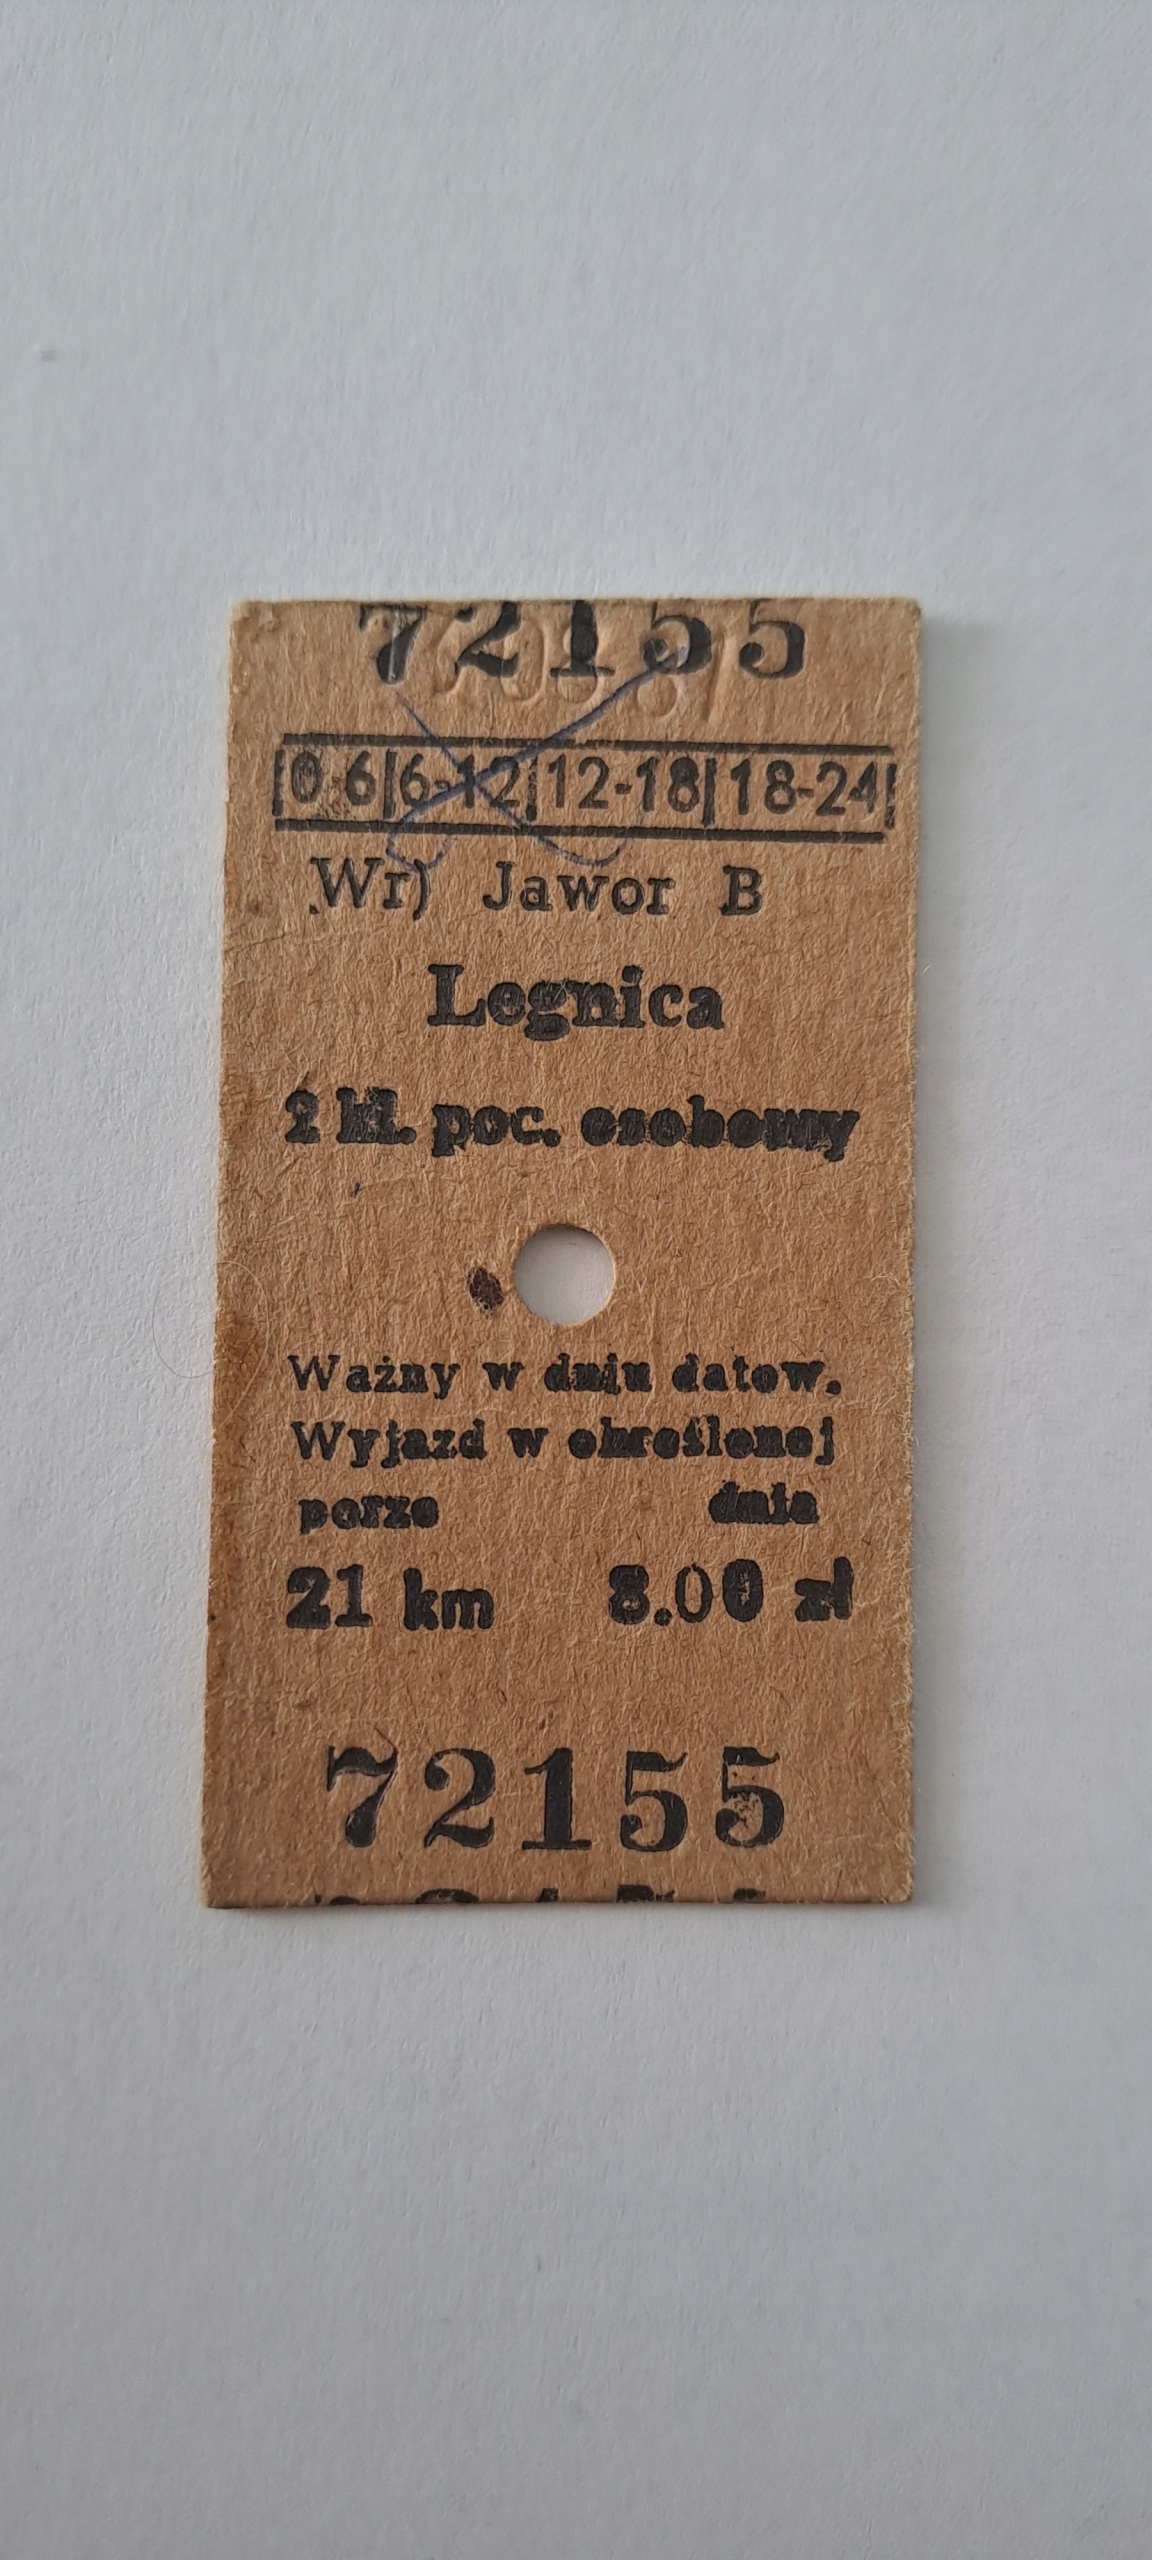 72155
0-6|6-12|12-18|18-24
Wr) Jawor B
Legnica
2 kl. poc. osobowy
Ważny w dniu datow.
Wyjazd w określonej
porze dnia
21 km 8.00 zł
72155